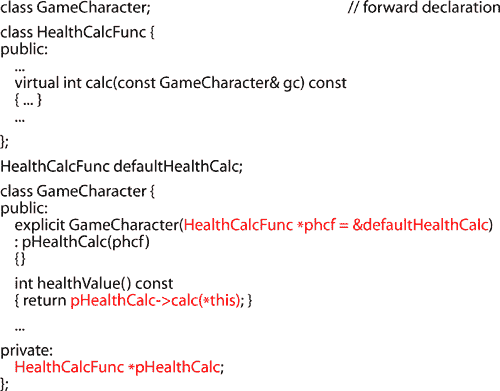 class GameCharacter; // forward declaration
class HealthCalcFunc {
public:
...
virtual int calc(const GameCharacter& gc) const
{ ... }
...
};
HealthCalcFunc defaultHealthCalc;
class GameCharacter {
public:
explicit GameCharacter(HealthCalcFunc *phcf = &defaultHealthCalc)
: pHealthCalc(phcf)
{}
int healthValue() const
{ return pHealthCalc->calc(*this); }
...
private:
HealthCalcFunc *pHealthCalc;
};